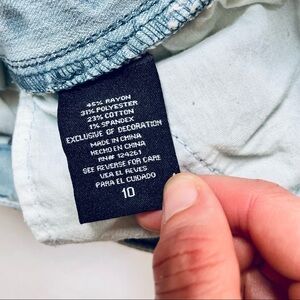 45% RAYON
31% POLYESTER
23% COTTON
1% SPANDEX
EXCLUSIVE OF DECORATION
MADE IN CHINA
HECHO EN CHINA
RN# 124261
SEE REVERSE FOR CARE
VEA EL REVES
PARA EL CUIDADO
10